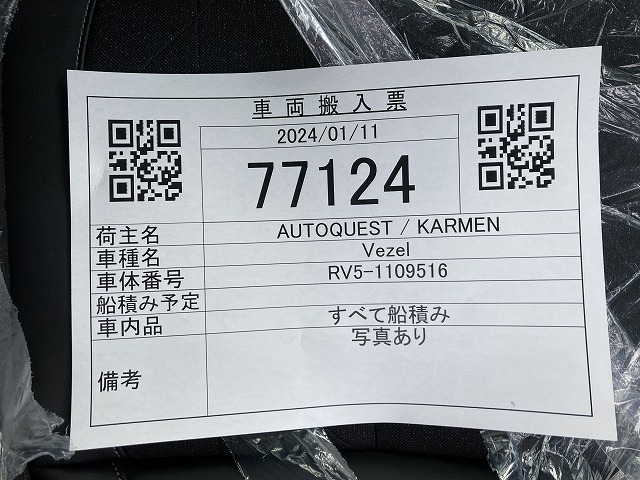 車両搬入票
2024/01/11
77124
荷主名 AUTOQUEST / KARMEN
車種名 Vezel
車体番号 RV5-1109516
船積み予定
車内品 すべて船積み
備考 写真あり